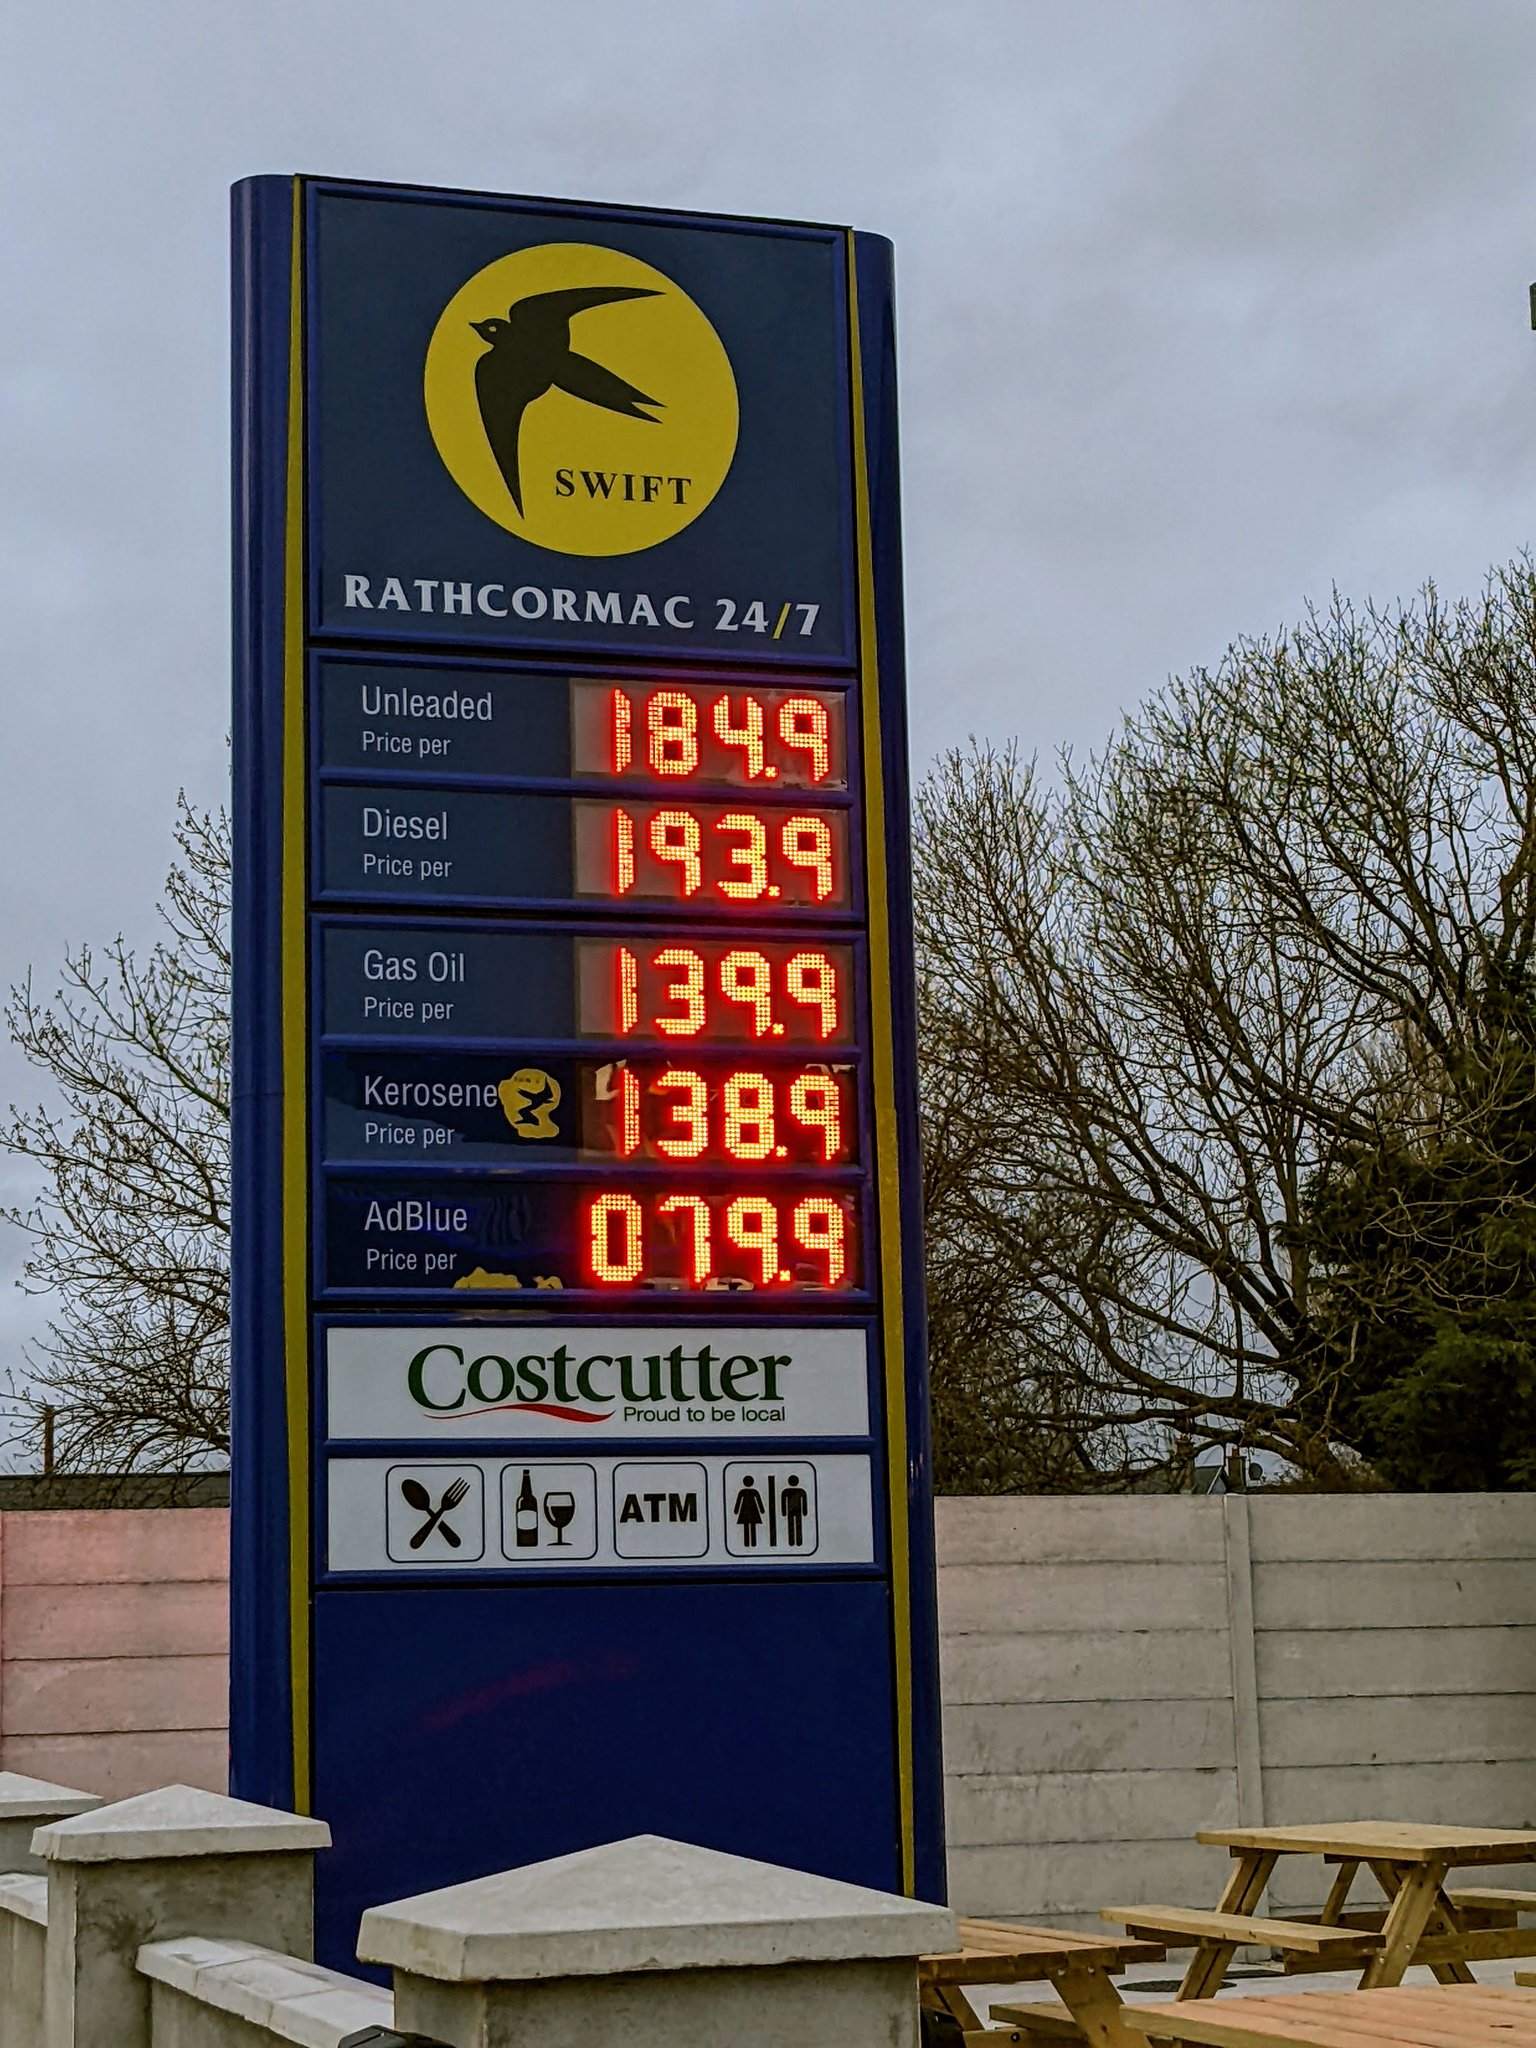 SWIFT
RATHCORMAC 24/7
Unleaded 184.9
Price per
Diesel 193.9
Price per
Gas Oil 139.9
Price per
Kerosene 138.9
Price per
AdBlue 079.9
Price per
Costcutter
Proud to be local
ATM